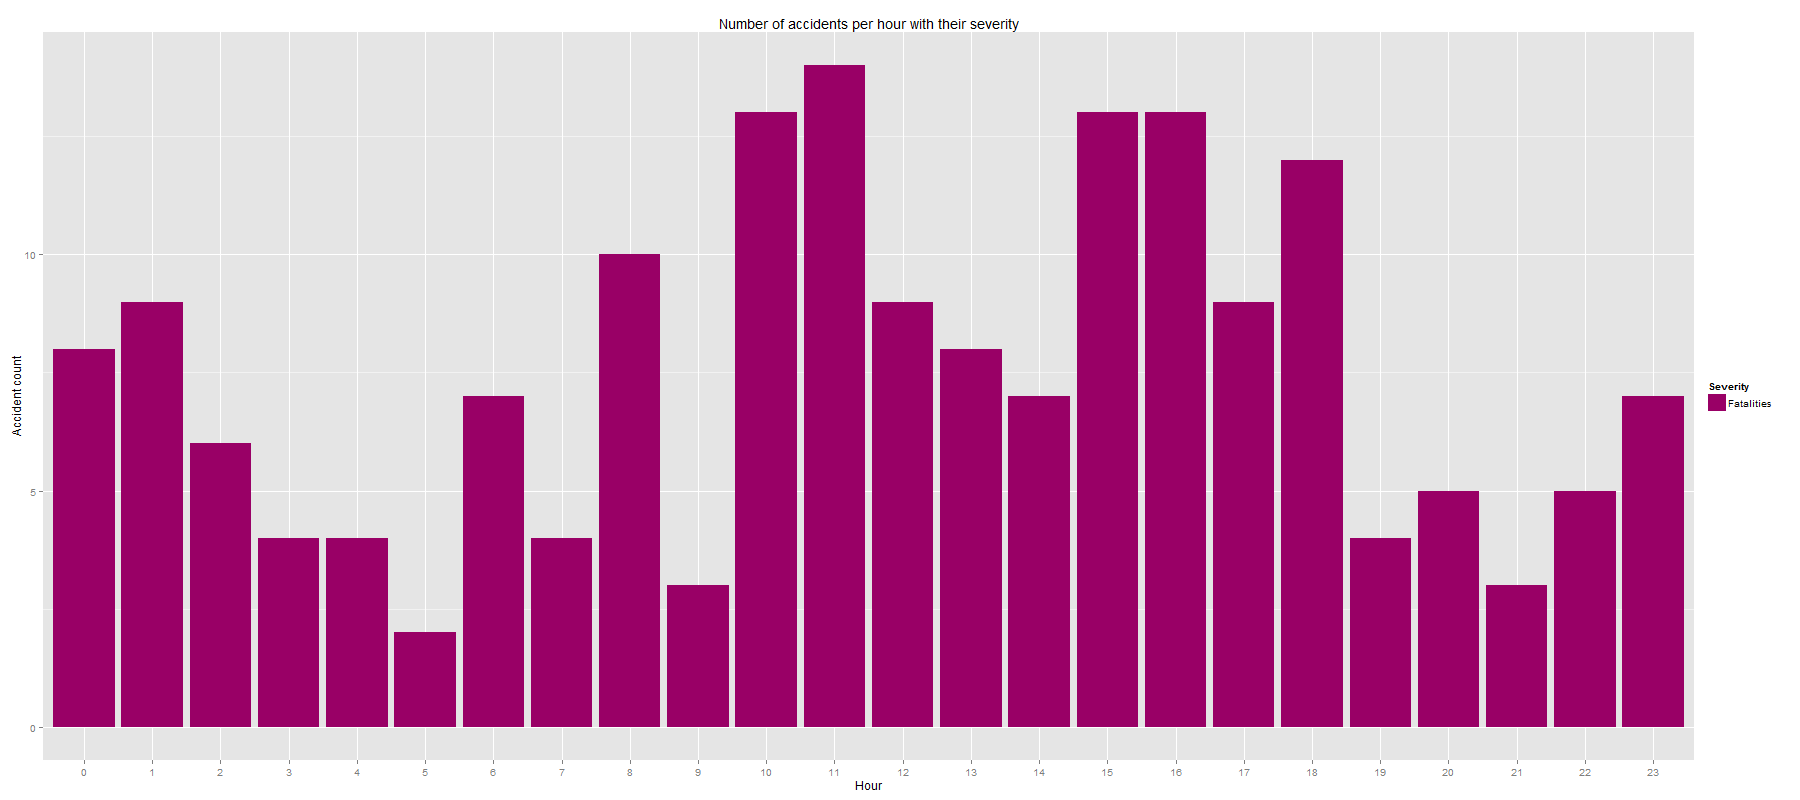 Number of accidents per hour with their severity
Accident count
10
5
0
0 1 2 3 4 5 6 7 8 9 10 11 12 13 14 15 16 17 18 19 20 21 22 23
Hour
Severity
Fatalities